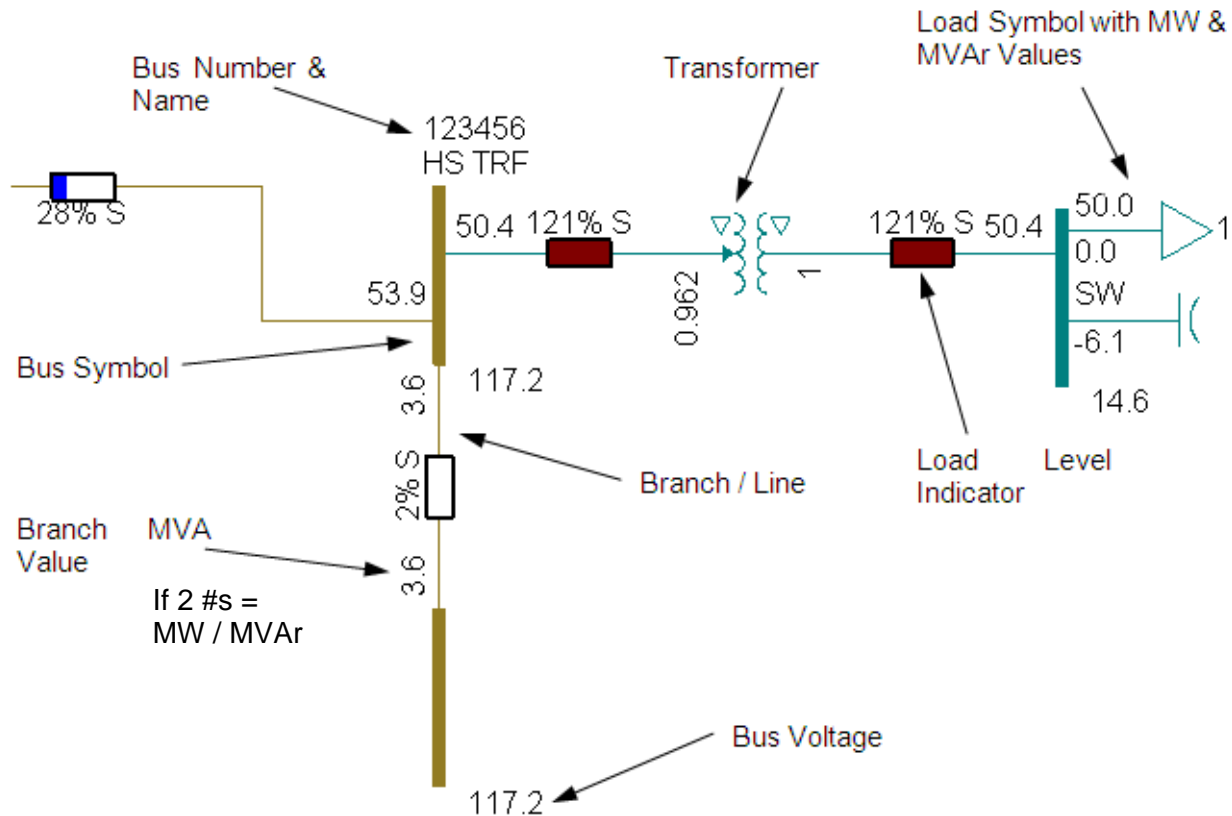 Load Symbol with MW &
MVAr Values
Bus Number &
Name
Transformer
123456
HS TRF
28% S
50.4
121% S
121% S
50.4
50.0
0.0
1
53.9
0.962
1
SW
-6.1
Bus Symbol
3.6
117.2
14.6
2% S
Branch / Line
Load Level
Indicator
Branch MVA
Value
3.6
If 2 #s =
MW / MVAr
Bus Voltage
117.2